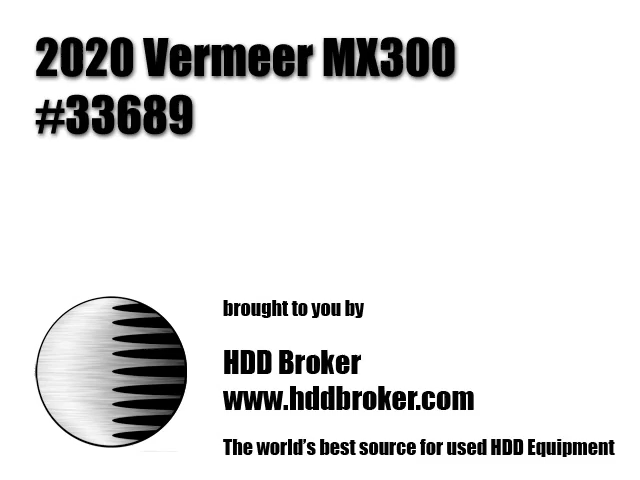 2020 Vermeer MX300
#33689
brought to you by
HDD Broker
www.hddbroker.com
The world’s best source for used HDD Equipment